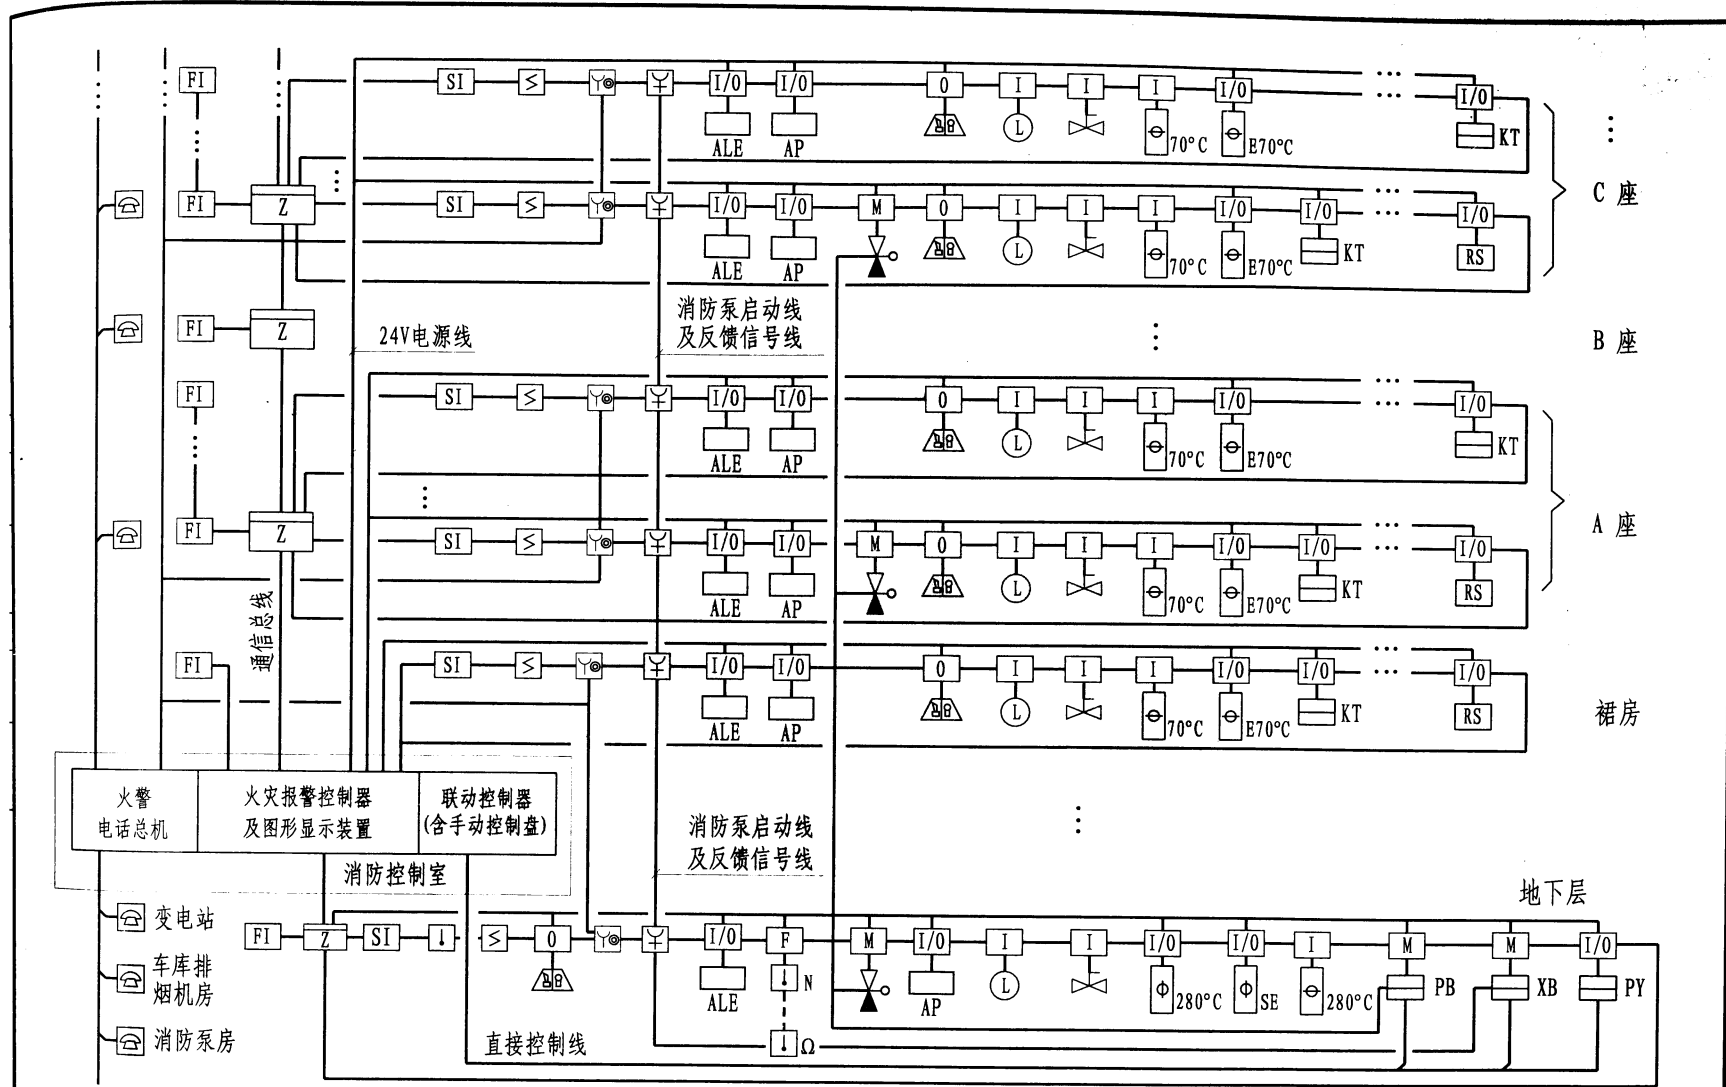 FI SI I/O I/O O I I I I/O ··· I/O
L 70°C E70°C KT
ALE AP
FI Z SI I/O I/O M O I I I I/O I/O ··· I/O C 座
L 70°C E70°C KT RS
ALE AP
消防泵启动线
及反馈信号线
24V电源线
FI Z B 座
FI SI I/O I/O O I I I I/O ··· I/O
L 70°C E70°C KT
ALE AP
FI Z SI I/O I/O M O I I I I/O I/O ··· I/O A 座
L 70°C E70°C KT RS
ALE AP
通信总线
FI SI I/O I/O O I I I I/O I/O ··· I/O
L 70°C E70°C KT RS 裙房
ALE AP
火警
电话总机
火灾报警控制器
及图形显示装置
联动控制器
(含手动控制盘)
消防控制室
消防泵启动线
及反馈信号线
地下层
变电站
FI Z SI O I/O F M I/O I I I/O I/O I M M I/O
车库排
烟机房
ALE N AP L 280°C SE 280°C PB XB PY
消防泵房
直接控制线
Ω